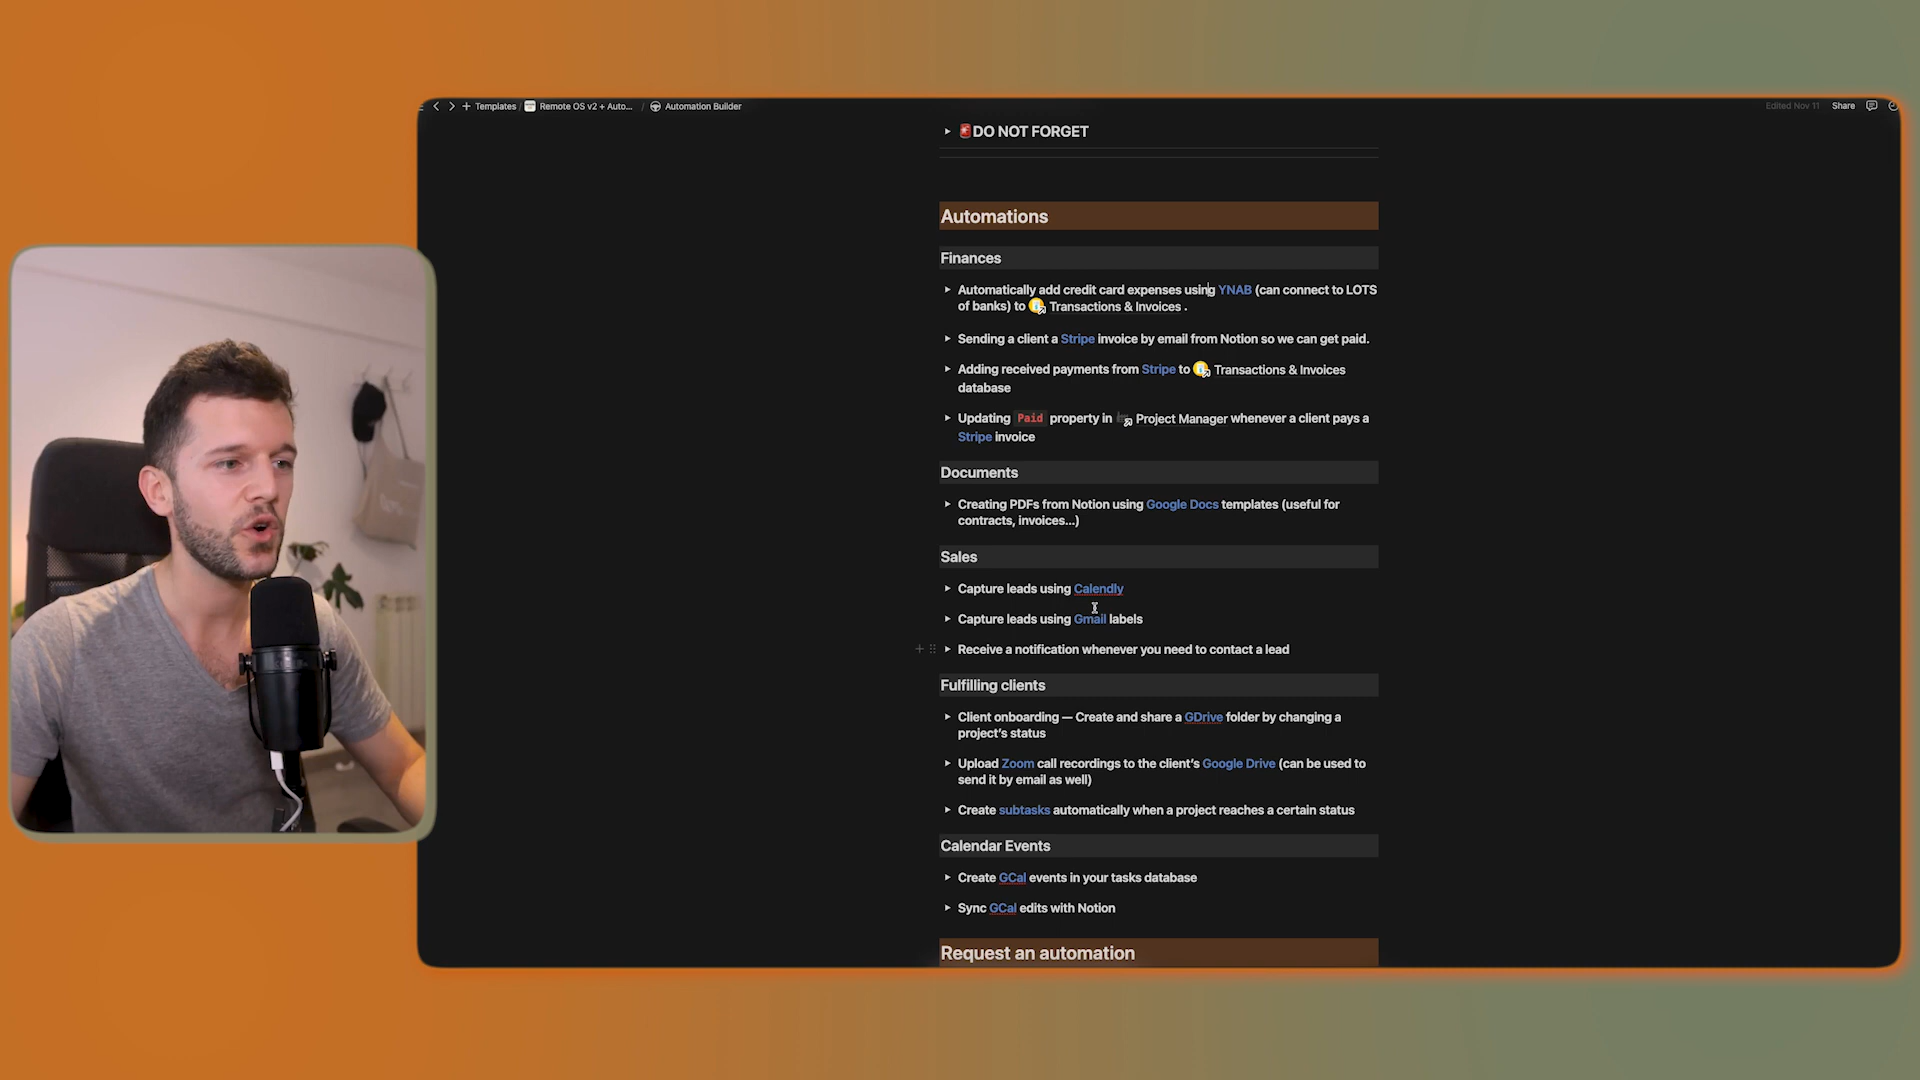 Templates / Remote OS v2 + Auto... / Automation Builder
Edited Nov 11 Share
DO NOT FORGET
Automations
Finances
Automatically add credit card expenses using YNAB (can connect to LOTS
of banks) to Transactions & Invoices .
Sending a client a Stripe invoice by email from Notion so we can get paid.
Adding received payments from Stripe to Transactions & Invoices
database
Updating Paid property in Project Manager whenever a client pays a
Stripe invoice
Documents
Creating PDFs from Notion using Google Docs templates (useful for
contracts, invoices...)
Sales
Capture leads using Calendly
Capture leads using Gmail labels
Receive a notification whenever you need to contact a lead
Fulfilling clients
Client onboarding — Create and share a GDrive folder by changing a
project's status
Upload Zoom call recordings to the client's Google Drive (can be used to
send it by email as well)
Create subtasks automatically when a project reaches a certain status
Calendar Events
Create GCal events in your tasks database
Sync GCal edits with Notion
Request an automation